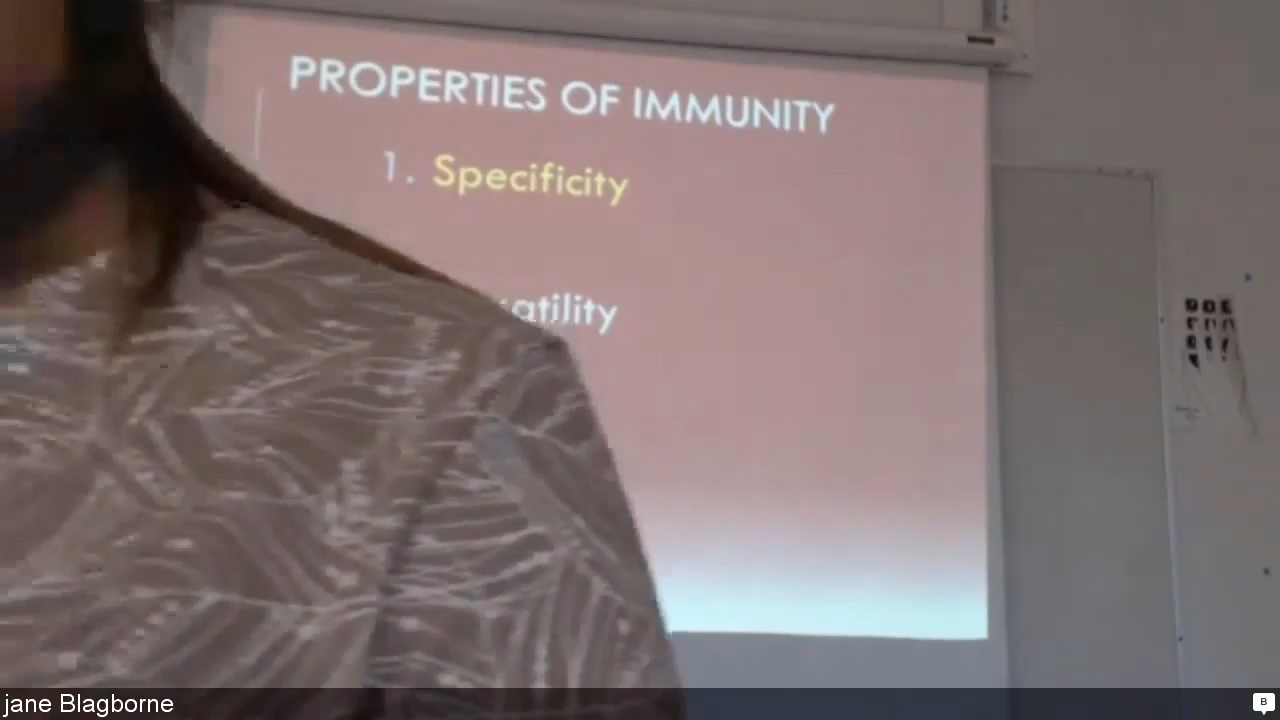 PROPERTIES OF IMMUNITY
1. Specificity
atility
jane Blagborne
B